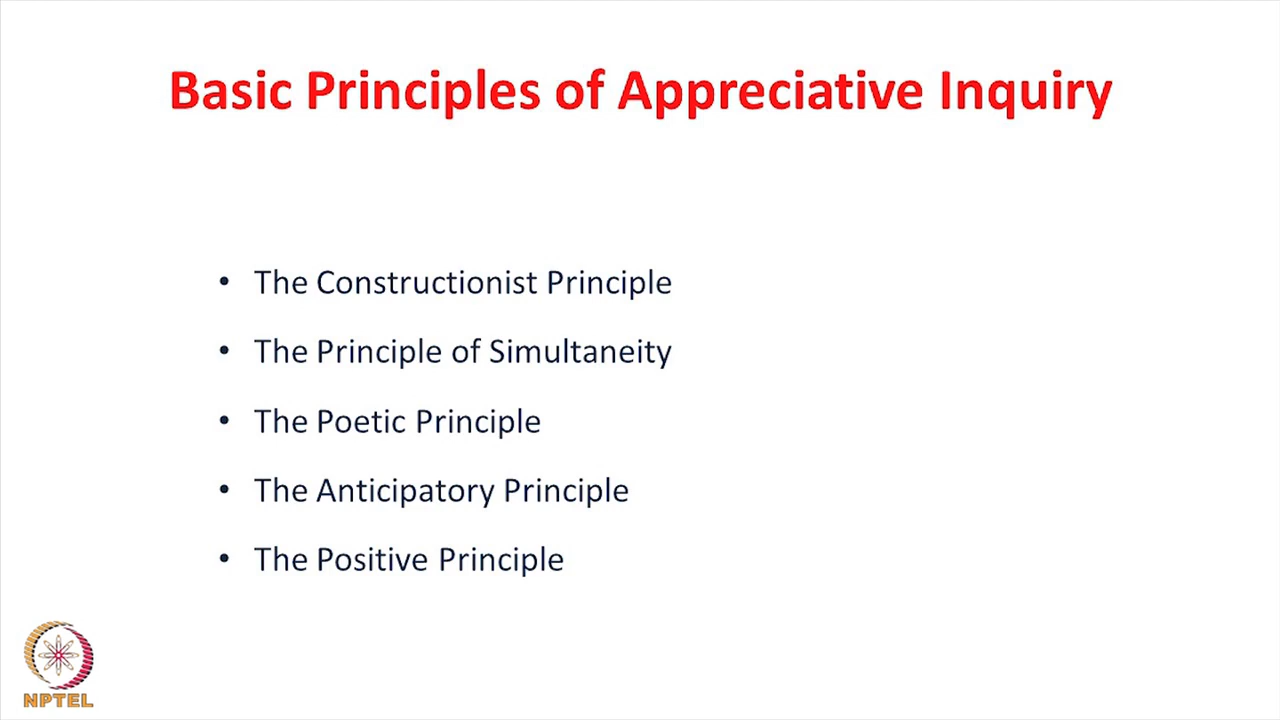 Basic Principles of Appreciative Inquiry
• The Constructionist Principle
• The Principle of Simultaneity
• The Poetic Principle
• The Anticipatory Principle
• The Positive Principle
NPTEL